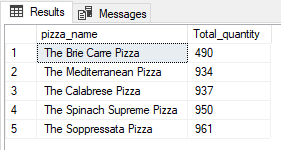 Results Messages
pizza_name Total_quantity
1 The Brie Carre Pizza 490
2 The Mediterranean Pizza 934
3 The Calabrese Pizza 937
4 The Spinach Supreme Pizza 950
5 The Soppressata Pizza 961